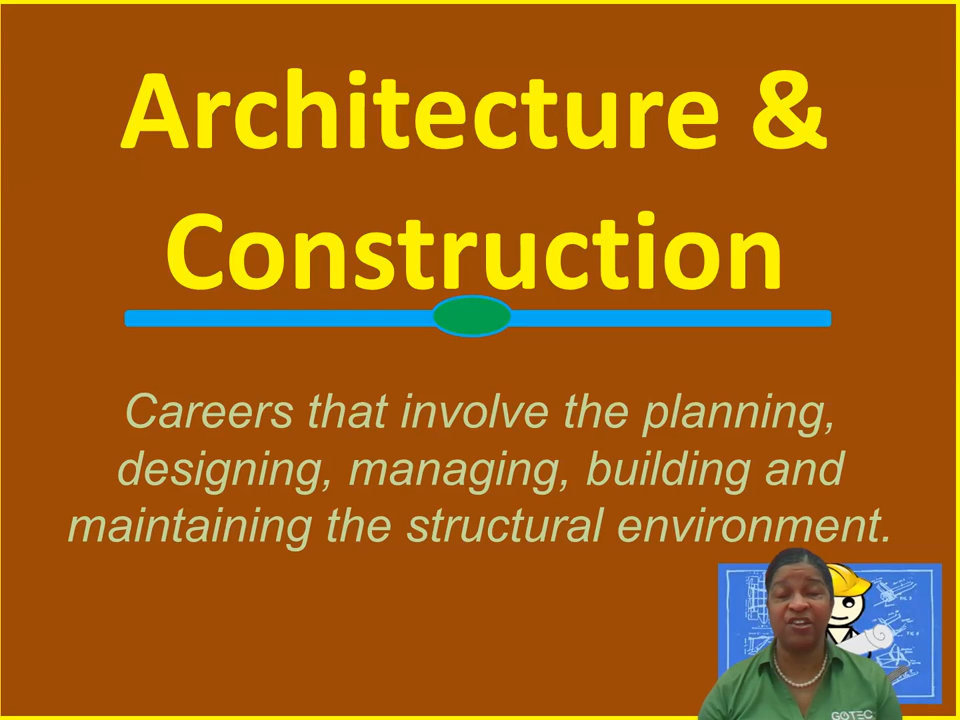 Architecture &
Construction
Careers that involve the planning,
designing, managing, building and
maintaining the structural environment.
GOTEC